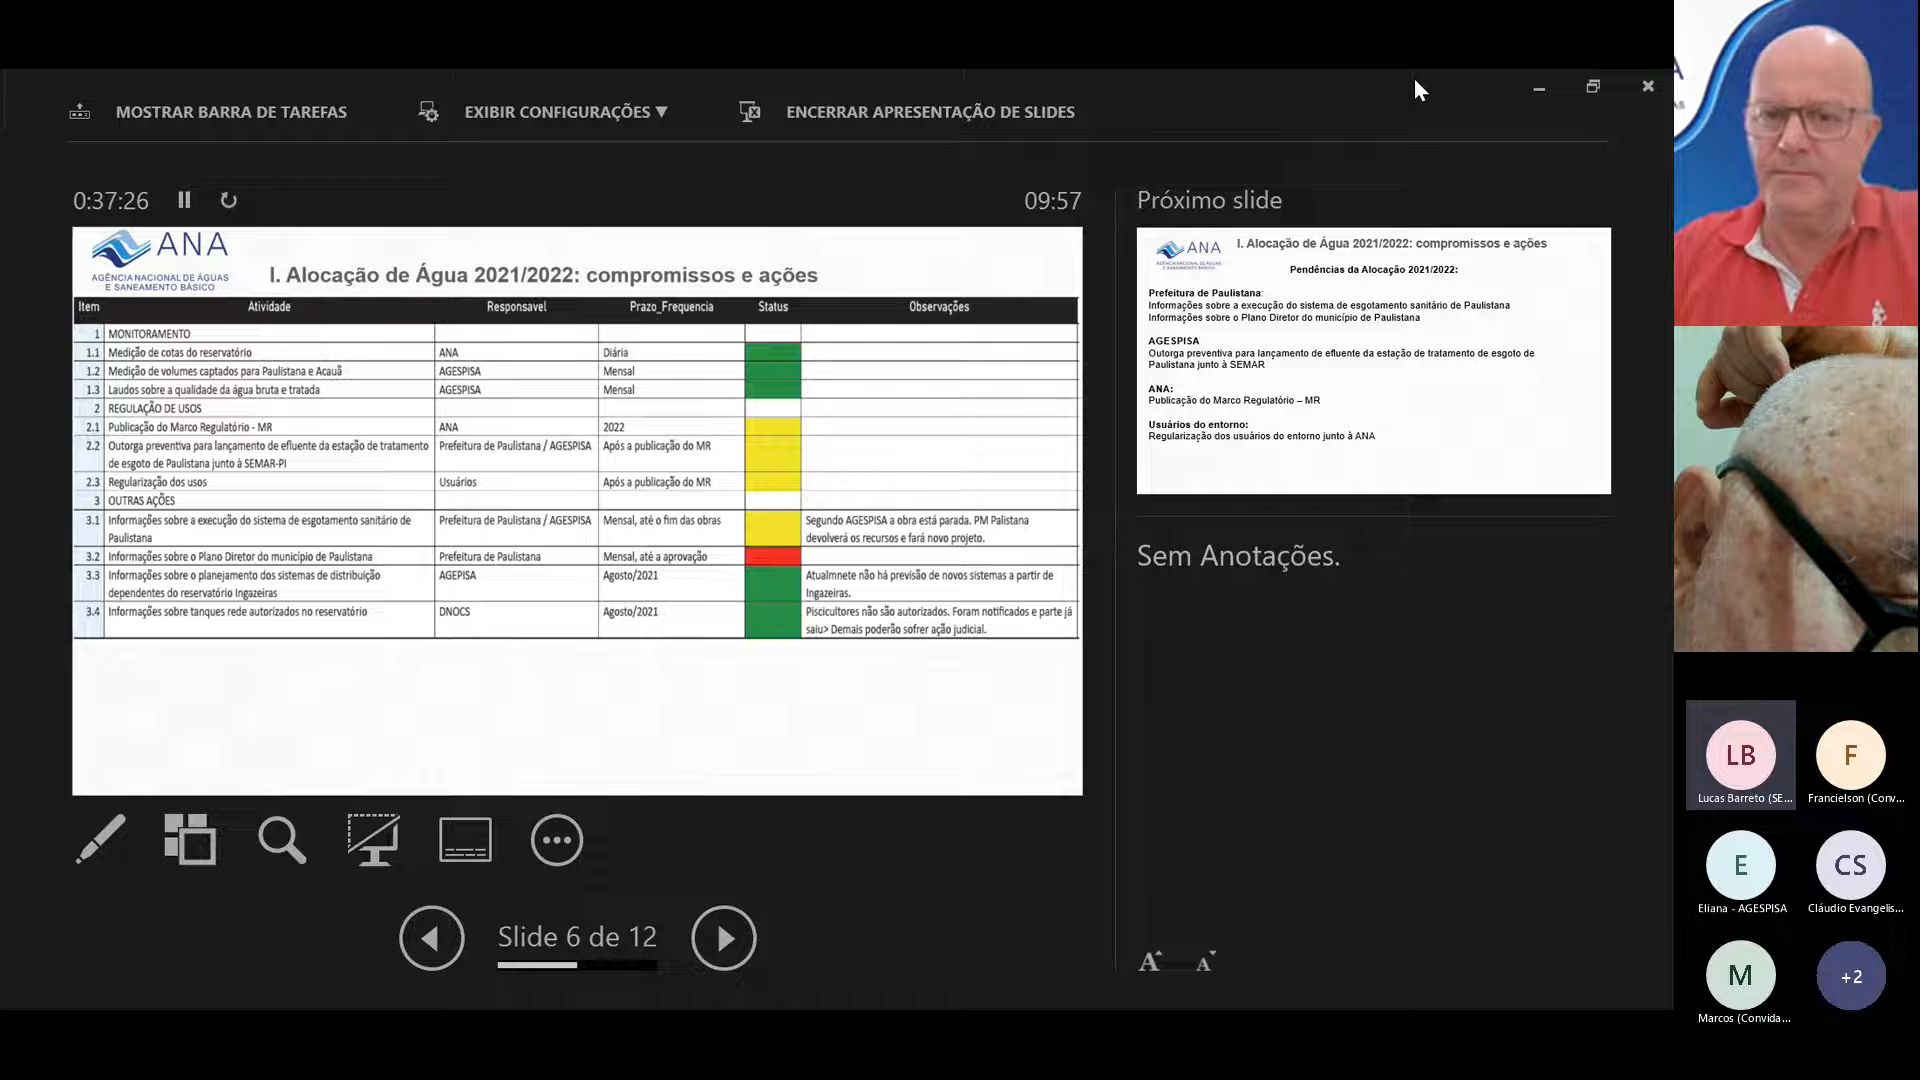 MOSTRAR BARRA DE TAREFAS
EXIBIR CONFIGURAÇÕES ▼
ENCERRAR APRESENTAÇÃO DE SLIDES
0:37:26
09:57
ANA
AGÊNCIA NACIONAL DE ÁGUAS
E SANEAMENTO BÁSICO
I. Alocação de Água 2021/2022: compromissos e ações
Item Atividade Responsavel Prazo_Frequencia Status Observações
1 MONITORAMENTO
1.1 Medição de cotas do reservatório ANA Diária
1.2 Medição de volumes captados para Paulistana e Acauã AGESPISA Mensal
1.3 Laudos sobre a qualidade da água bruta e tratada AGESPISA Mensal
2 REGULAÇÃO DE USOS
2.1 Publicação do Marco Regulatório - MR ANA 2022
2.2 Outorga preventiva para lançamento de efluente da estação de tratamento Prefeitura de Paulistana / AGESPISA Após a publicação do MR
de esgoto de Paulistana junto à SEMAR-PI
2.3 Regularização dos usos Usuários Após a publicação do MR
3 OUTRAS AÇÕES
3.1 Informações sobre a execução do sistema de esgotamento sanitário de Prefeitura de Paulistana / AGESPISA Mensal, até o fim das obras Segundo AGESPISA a obra está parada. PM Palistana
Paulistana devolverá os recursos e fará novo projeto.
3.2 Informações sobre o Plano Diretor do município de Paulistana Prefeitura de Paulistana Mensal, até a aprovação
3.3 Informações sobre o planejamento dos sistemas de distribuição AGEPISA Agosto/2021 Atualmnete não há previsão de novos sistemas a partir de
dependentes do reservatório Ingazeiras Ingazeiras.
3.4 Informações sobre tanques rede autorizados no reservatório DNOCS Agosto/2021 Piscicultores não são autorizados. Foram notificados e parte já
saiu> Demais poderão sofrer ação judicial.
Slide 6 de 12
Próximo slide
ANA
AGÊNCIA NACIONAL DE ÁGUAS
E SANEAMENTO BÁSICO
I. Alocação de Água 2021/2022: compromissos e ações
Pendências da Alocação 2021/2022:
Prefeitura de Paulistana:
Informações sobre a execução do sistema de esgotamento sanitário de Paulistana
Informações sobre o Plano Diretor do município de Paulistana
AGESPISA
Outorga preventiva para lançamento de efluente da estação de tratamento de esgoto de
Paulistana junto à SEMAR
ANA:
Publicação do Marco Regulatório – MR
Usuários do entorno:
Regularização dos usuários do entorno junto à ANA
Sem Anotações.
A A
LB F
Lucas Barreto (SE... Francielson (Conv...
E CS
Eliana - AGESPISA Cláudio Evangelis...
M +2
Marcos (Convida...